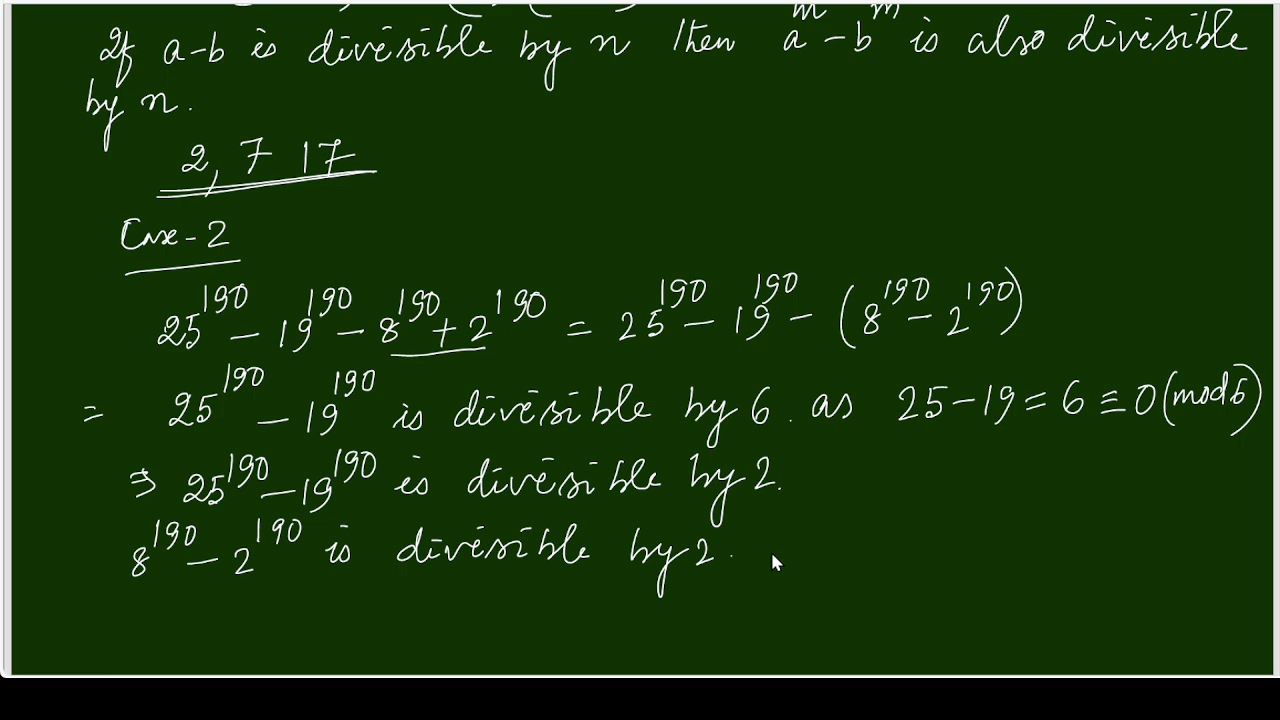 If a-b is divisible by n then a^m - b^m is also divisible
by n.
2, 7 17
Case-2
25^190 - 19^190 - 8^190 + 2^190 = 25^190 - 19^190 - (8^190 - 2^190)
= 25^190 - 19^190 is divisible by 6. as 25-19 = 6 ≡ 0 (mod 6)
⇒ 25^190 - 19^190 is divisible by 2.
8^190 - 2^190 is divisible by 2.